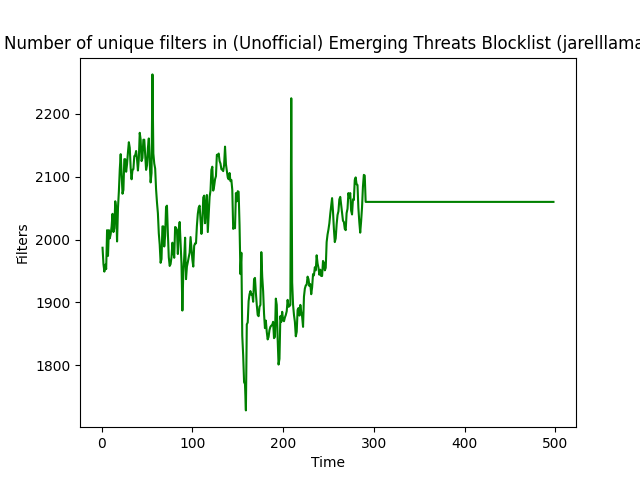 Number of unique filters in (Unofficial) Emerging Threats Blocklist (jarelllama
Filters
2200
2100
2000
1900
1800
0 100 200 300 400 500
Time